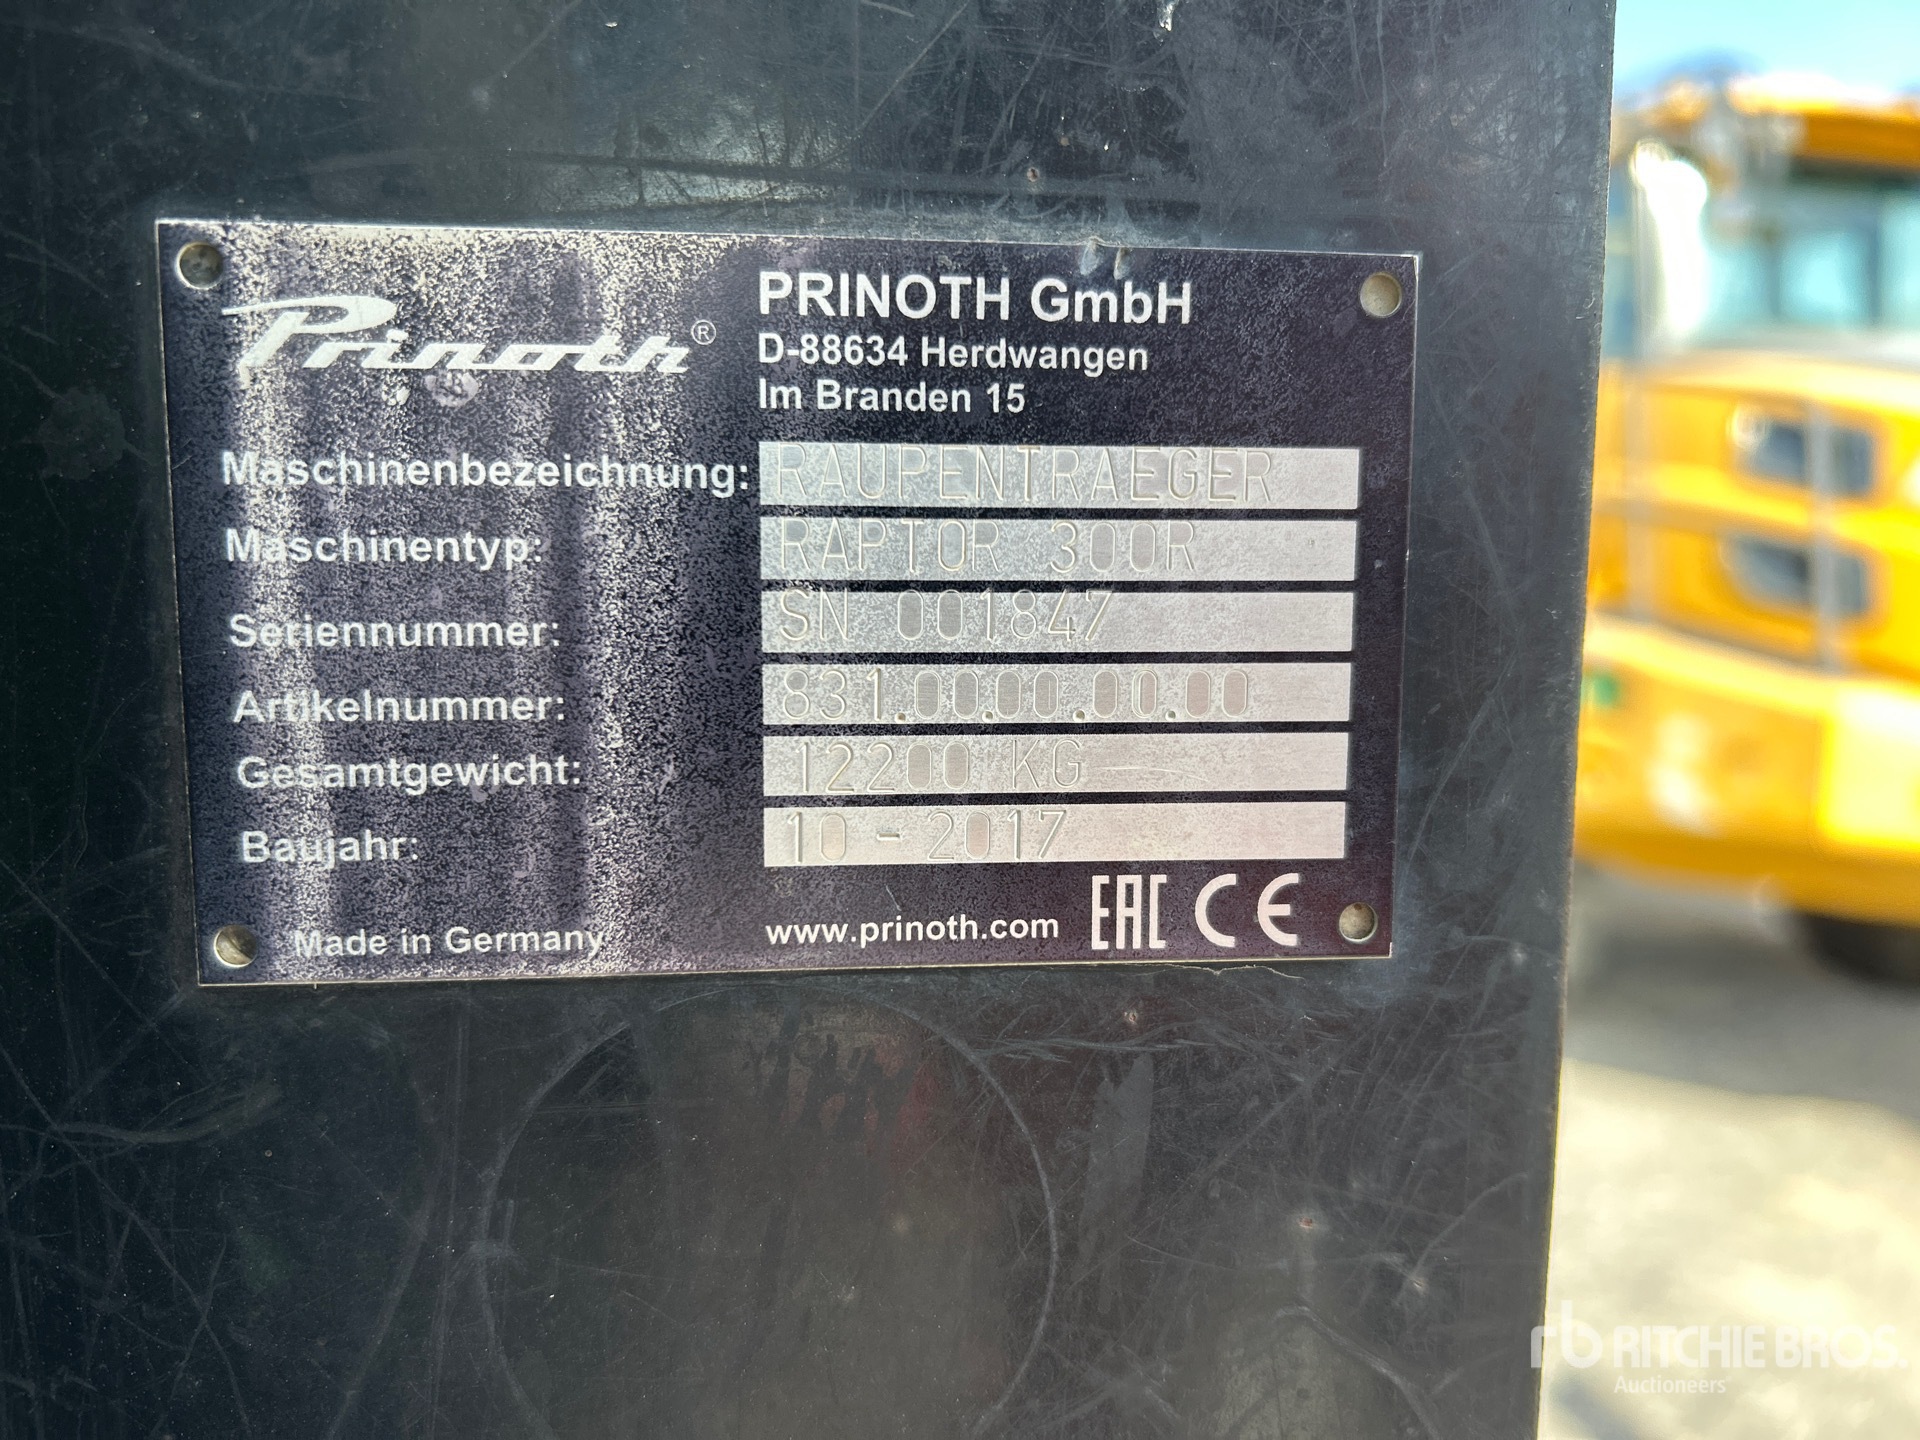 Prinoth®
PRINOTH GmbH
D-88634 Herdwangen
Im Branden 15
Maschinenbezeichnung: RAUPENTRAEGER
Maschinentyp: RAPTOR 300R
Seriennummer: SN 001847
Artikelnummer: 831.00.00.00.00
Gesamtgewicht: 12200 KG
Baujahr: 10-2017
Made in Germany
www.prinoth.com EAC CE
rb RITCHIE BROS.
Auctioneers